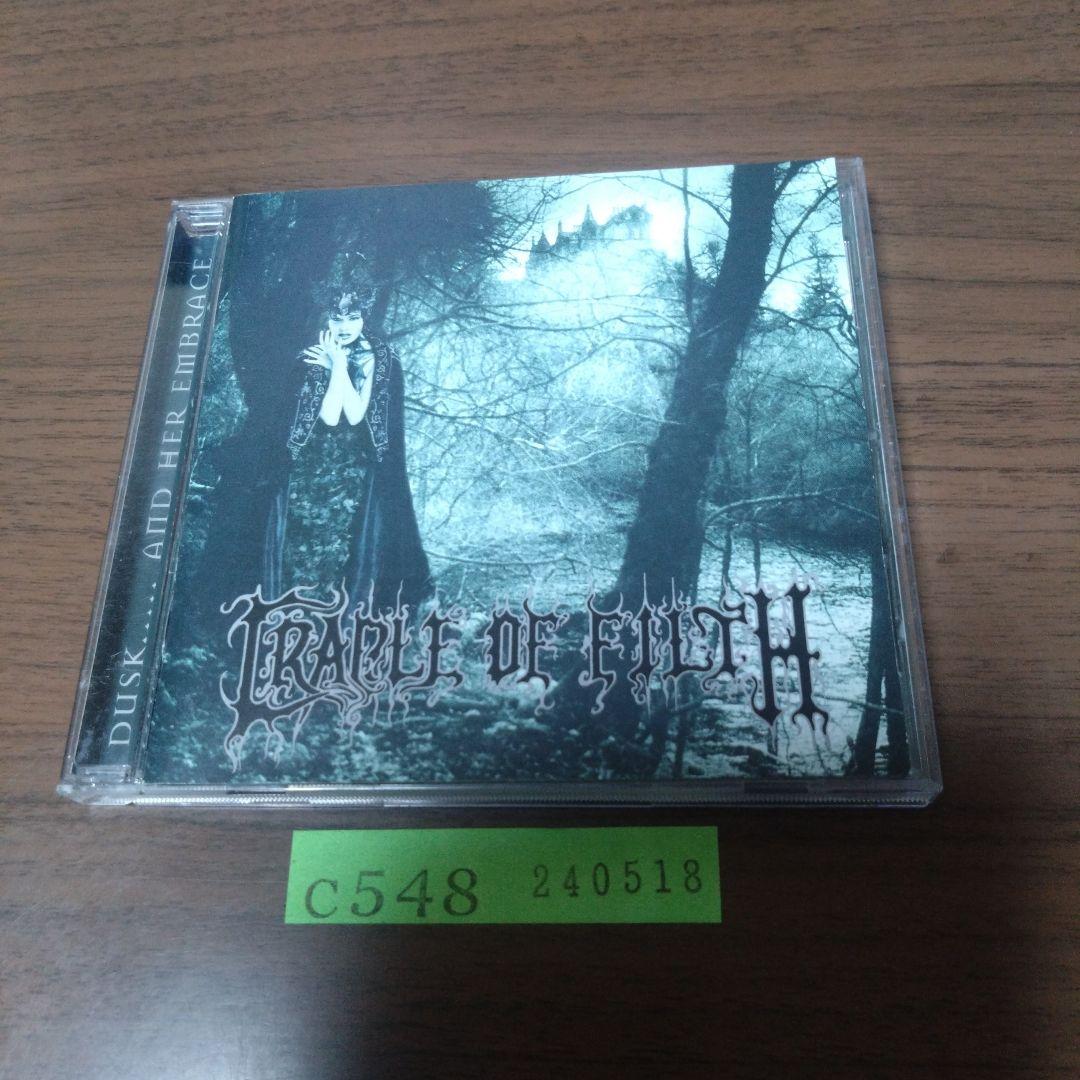 DUSK..... AND HER EMBRACE
CRADLE OF FILTH
C548 240518